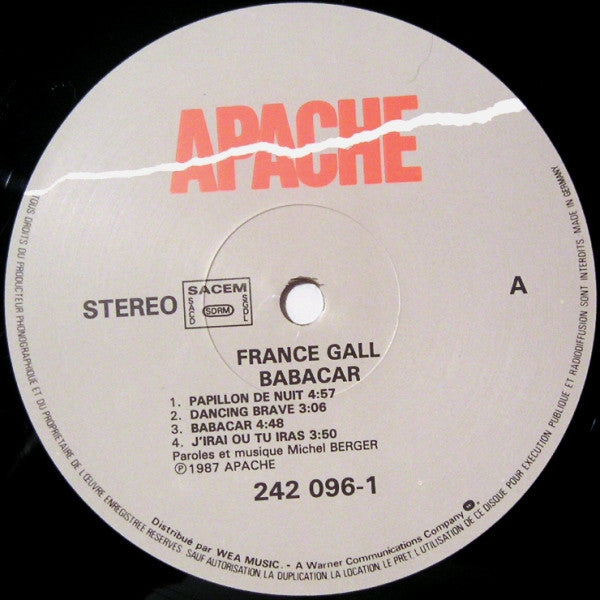 APACHE
STEREO
SACEM
SACD
SDRM
SGDL
A
FRANCE GALL
BABACAR
1. PAPILLON DE NUIT 4:57
2. DANCING BRAVE 3:06
3. BABACAR 4:48
4. J'IRAI OU TU IRAS 3:50
Paroles et musique Michel BERGER
℗ 1987 APACHE
242 096-1
Distribué par WEA MUSIC. - A Warner Communications Company
TOUS DROITS DU PRODUCTEUR PHONOGRAPHIQUE ET DU PROPRIETAIRE DE L'ŒUVRE ENREGISTREE RESERVES. SAUF AUTORISATION, LA DUPLICATION, LA LOCATION, LE PRET, L'UTILISATION DE CE DISQUE POUR EXECUTION PUBLIQUE ET RADIODIFFUSION SONT INTERDITS. MADE IN GERMANY